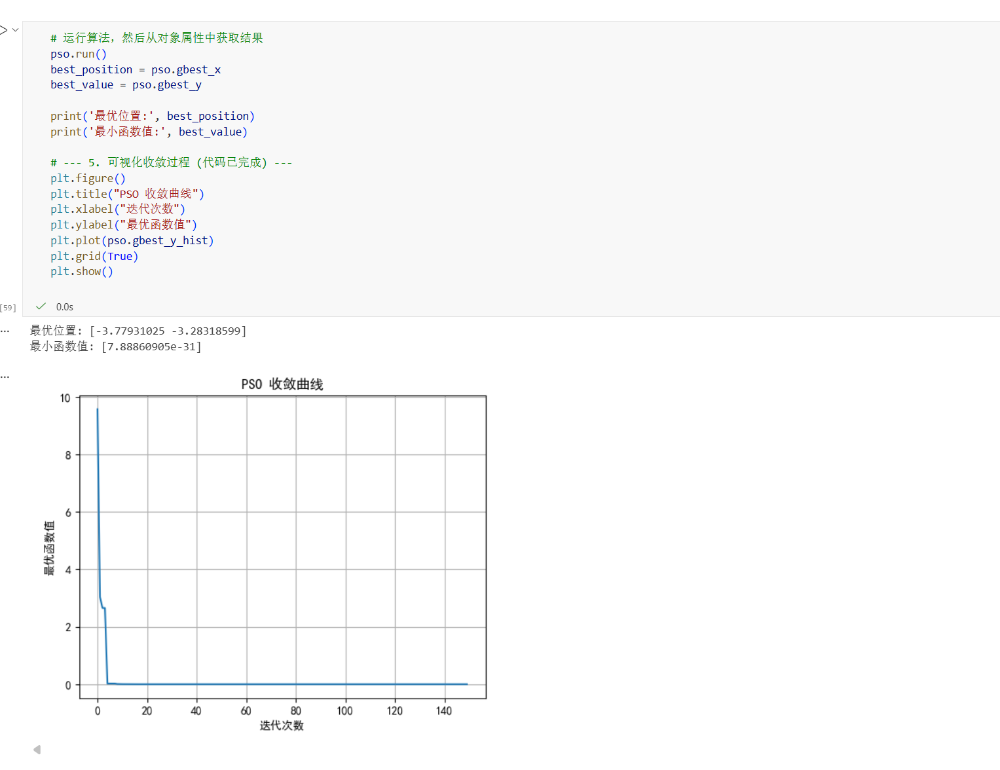 # 运行算法，然后从对象属性中获取结果
pso.run()
best_position = pso.gbest_x
best_value = pso.gbest_y
print('最优位置:', best_position)
print('最小函数值:', best_value)
# --- 5. 可视化收敛过程 (代码已完成) ---
plt.figure()
plt.title("PSO 收敛曲线")
plt.xlabel("迭代次数")
plt.ylabel("最优函数值")
plt.plot(pso.gbest_y_hist)
plt.grid(True)
plt.show()
[59]
0.0s
... 最优位置: [-3.77931025 -3.28318599]
最小函数值: [7.88860905e-31]
...
PSO 收敛曲线
10
8
6
4
2
0
最优函数值
0 20 40 60 80 100 120 140
迭代次数